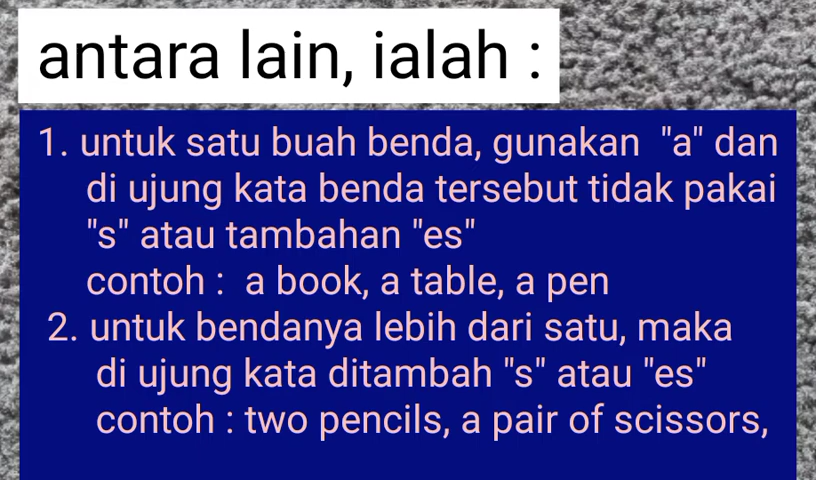 antara lain, ialah :
1. untuk satu buah benda, gunakan "a" dan
di ujung kata benda tersebut tidak pakai
"s" atau tambahan "es"
contoh : a book, a table, a pen
2. untuk bendanya lebih dari satu, maka
di ujung kata ditambah "s" atau "es"
contoh : two pencils, a pair of scissors,